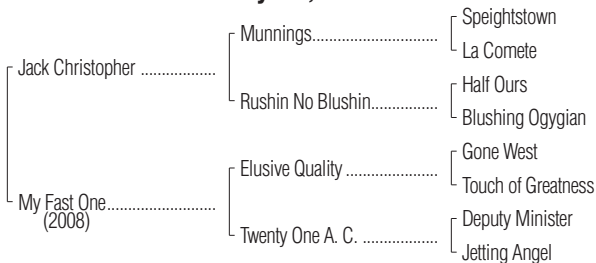 Speightstown
Munnings..............................
La Comete
Jack Christopher ..................
Half Ours
Rushin No Blushin................
Blushing Ogygian
Gone West
Elusive Quality ......................
Touch of Greatness
My Fast One..........................
(2008)
Deputy Minister
Twenty One A. C. ..................
Jetting Angel